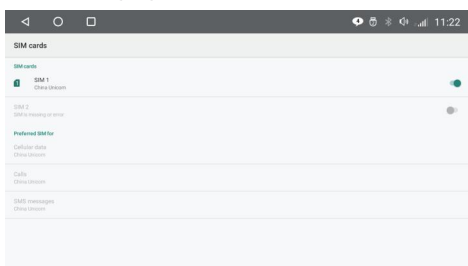 11:22
SIM cards
SIM cards
SIM 1
China Unicom
SIM 2
SIM is missing or error
Preferred SIM for
Cellular data
China Unicom
Calls
China Unicom
SMS messages
China Unicom